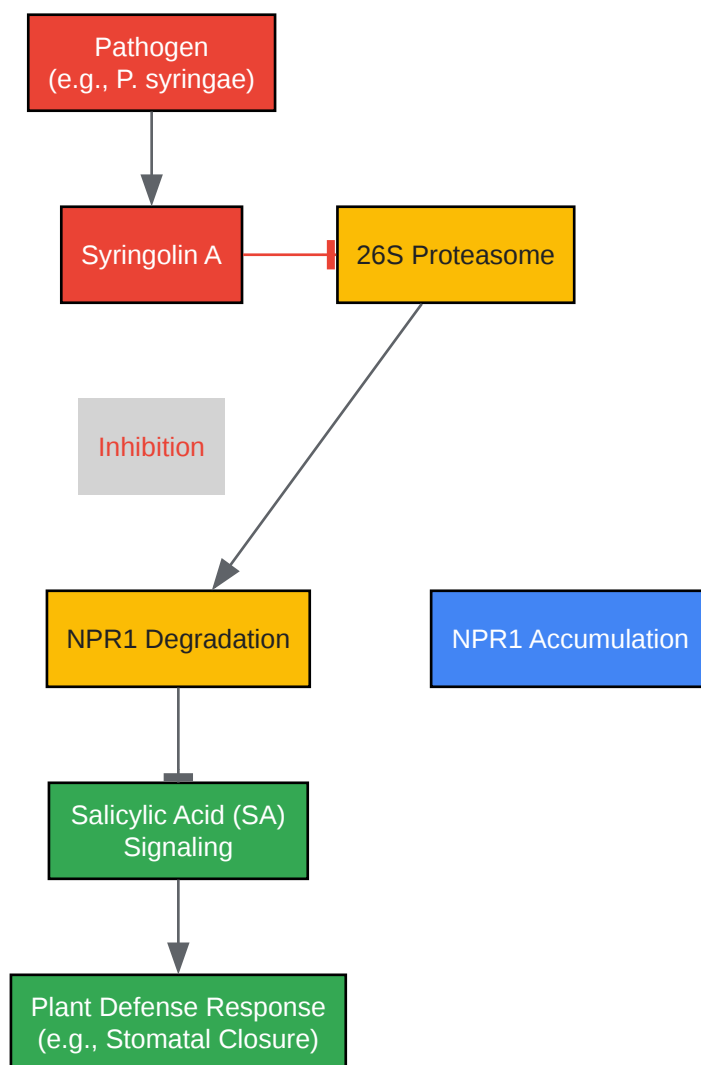 Pathogen
(e.g., P. syringae)
Syringolin A
26S Proteasome
Inhibition
NPR1 Degradation
NPR1 Accumulation
Salicylic Acid (SA)
Signaling
Plant Defense Response
(e.g., Stomatal Closure)